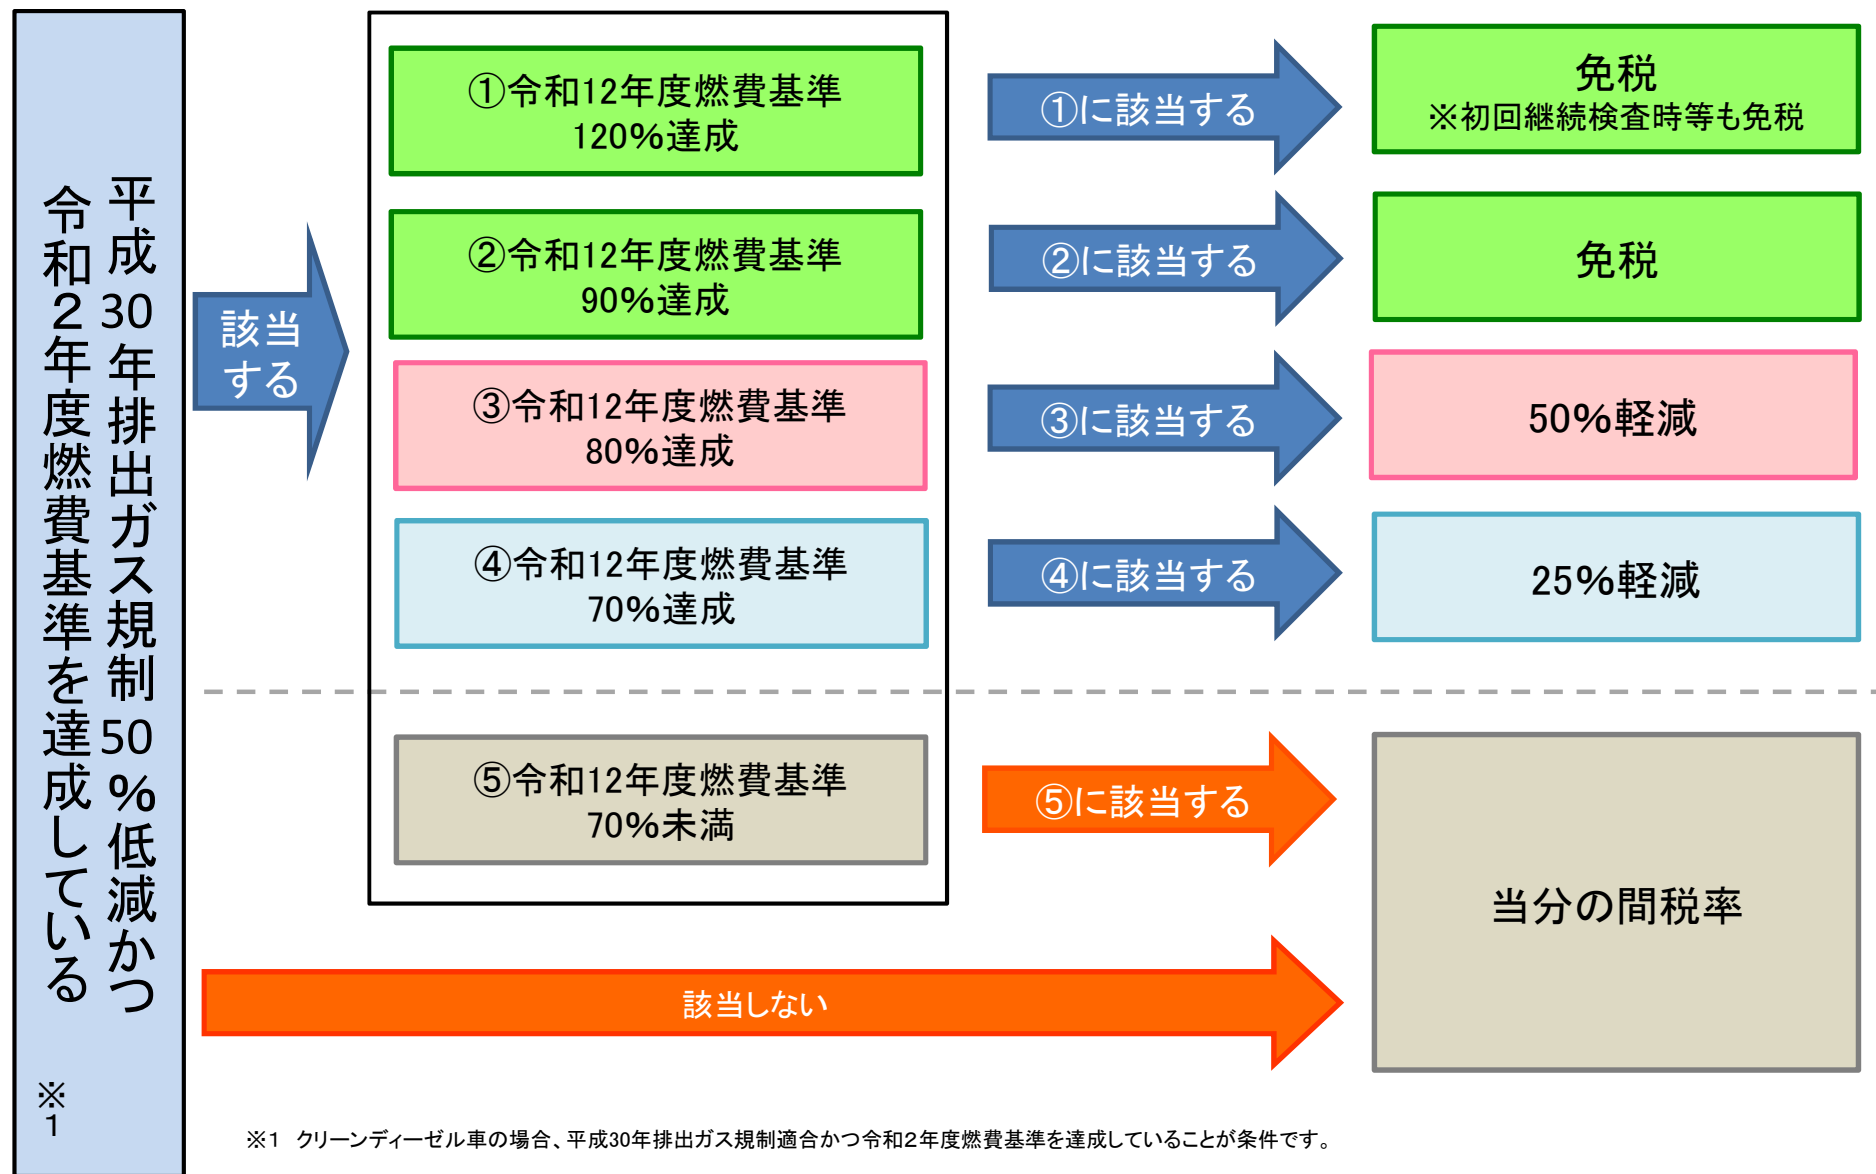 平成30年排出ガス規制50%低減かつ
令和２年度燃費基準を達成している
※1
該当
する
①令和12年度燃費基準
120%達成
①に該当する
免税
※初回継続検査時等も免税
②令和12年度燃費基準
90%達成
②に該当する
免税
③令和12年度燃費基準
80%達成
③に該当する
50%軽減
④令和12年度燃費基準
70%達成
④に該当する
25%軽減
⑤令和12年度燃費基準
70%未満
⑤に該当する
当分の間税率
該当しない
※1　クリーンディーゼル車の場合、平成30年排出ガス規制適合かつ令和２年度燃費基準を達成していることが条件です。